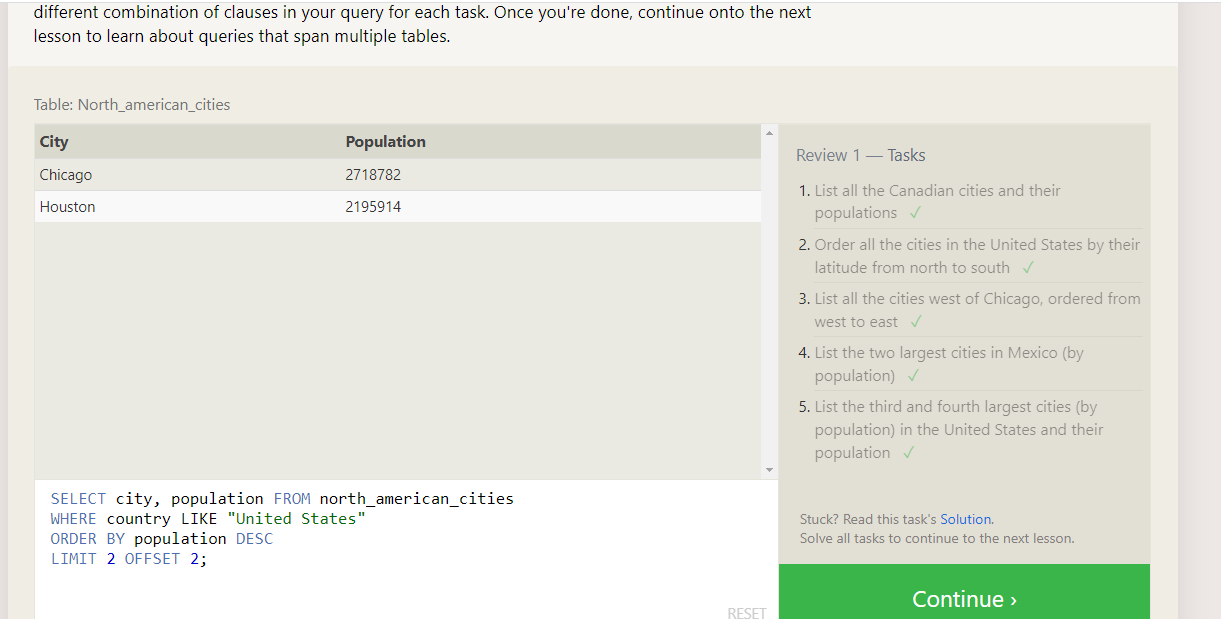 different combination of clauses in your query for each task. Once you're done, continue onto the next
lesson to learn about queries that span multiple tables.
Table: North_american_cities
City Population
Chicago 2718782
Houston 2195914
SELECT city, population FROM north_american_cities
WHERE country LIKE "United States"
ORDER BY population DESC
LIMIT 2 OFFSET 2;
RESET
Review 1 — Tasks
1. List all the Canadian cities and their
populations ✓
2. Order all the cities in the United States by their
latitude from north to south ✓
3. List all the cities west of Chicago, ordered from
west to east ✓
4. List the two largest cities in Mexico (by
population) ✓
5. List the third and fourth largest cities (by
population) in the United States and their
population ✓
Stuck? Read this task's Solution.
Solve all tasks to continue to the next lesson.
Continue ›